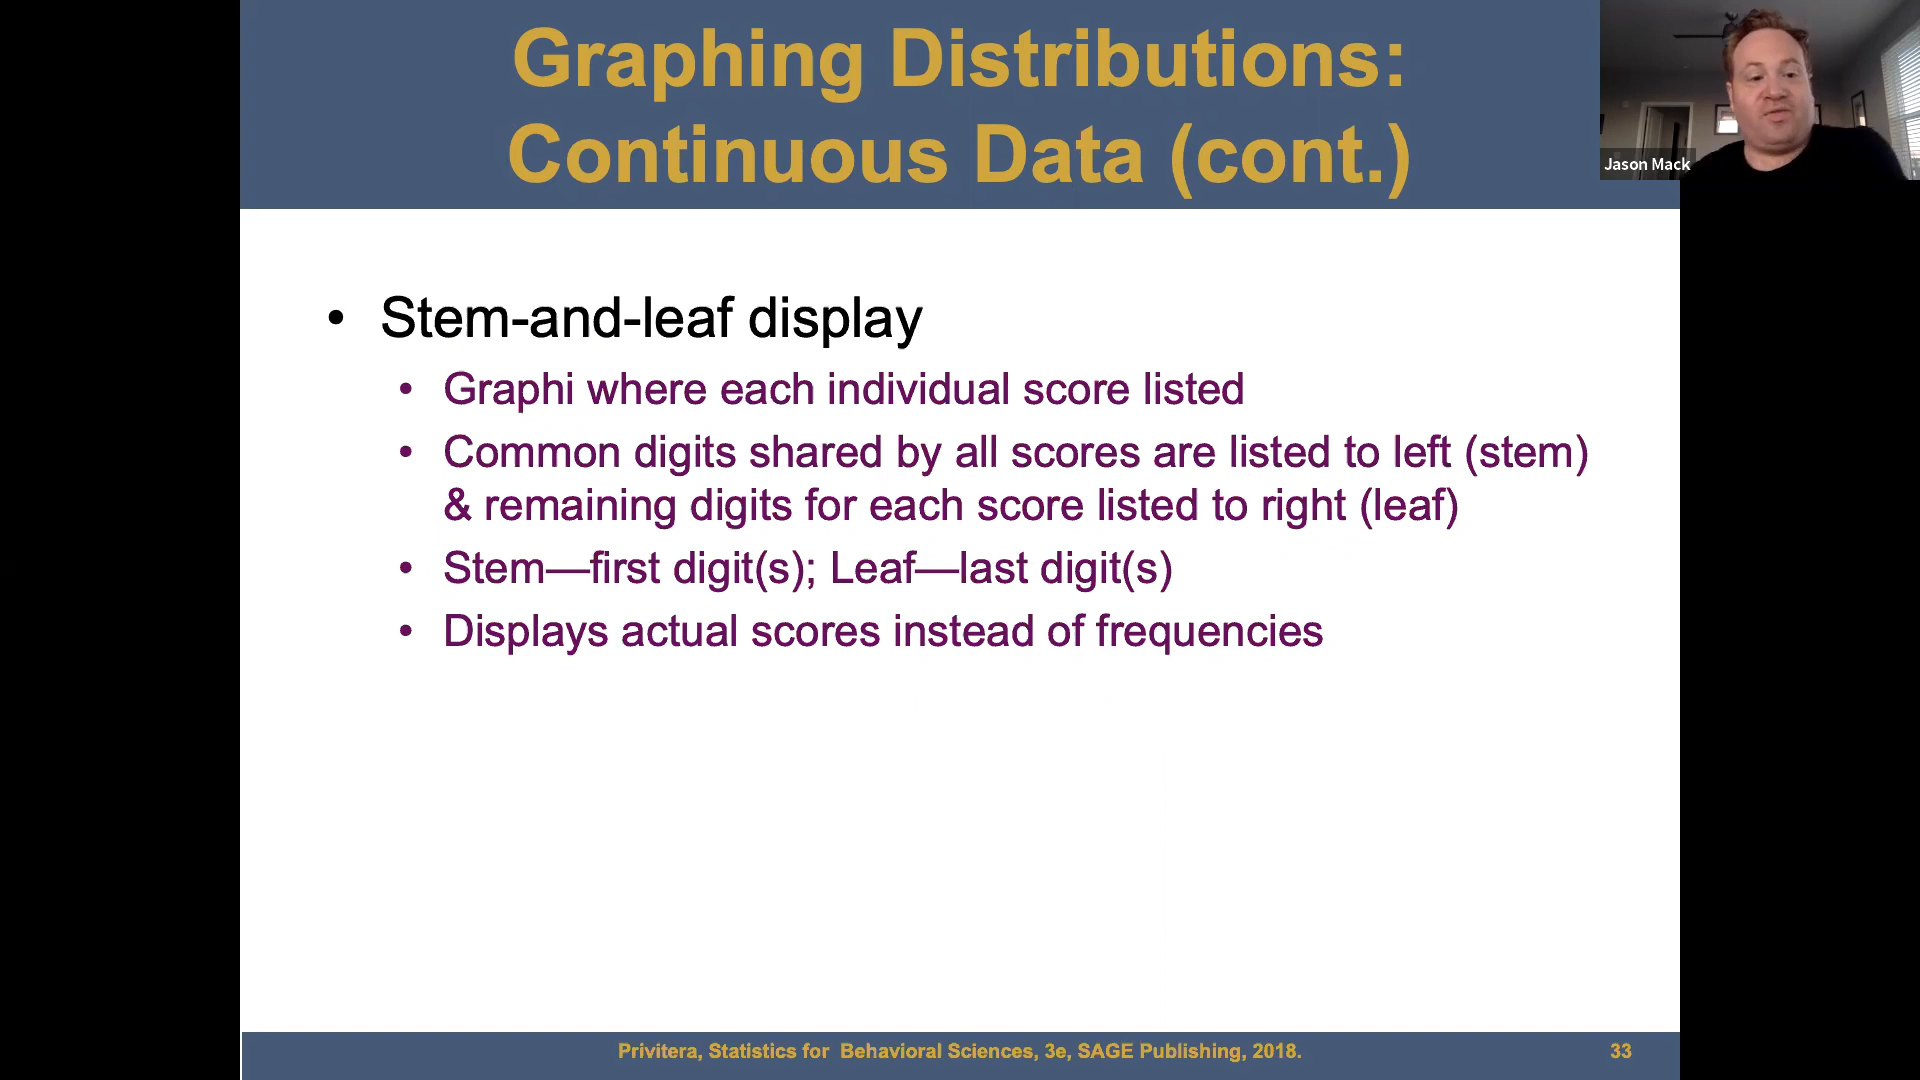 Graphing Distributions:
Continuous Data (cont.)
Jason Mack
• Stem-and-leaf display
• Graphi where each individual score listed
• Common digits shared by all scores are listed to left (stem)
& remaining digits for each score listed to right (leaf)
• Stem—first digit(s); Leaf—last digit(s)
• Displays actual scores instead of frequencies
Privitera, Statistics for Behavioral Sciences, 3e, SAGE Publishing, 2018.
33